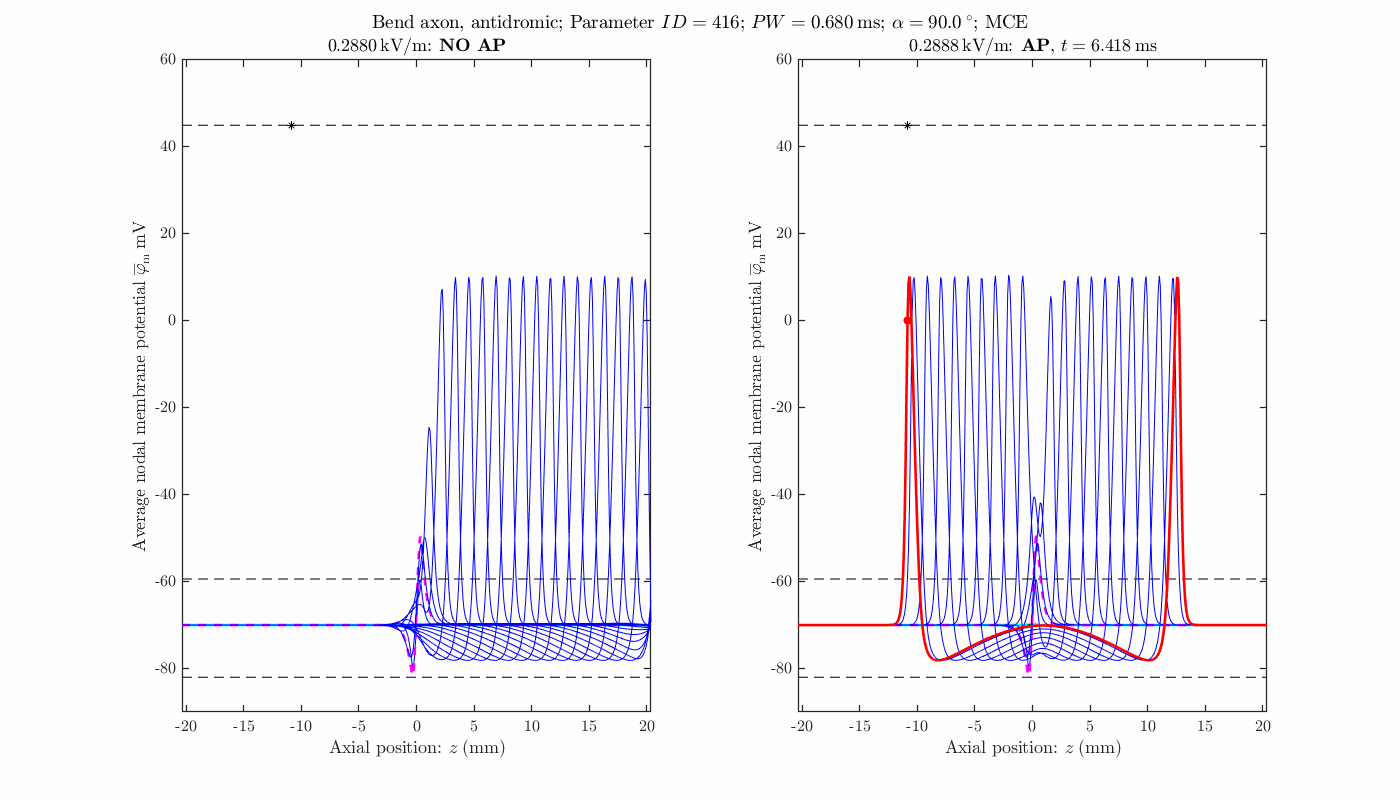 Bend axon, antidromic; Parameter ID = 416; PW = 0.680 ms; α = 90.0 °; MCE
0.2880 kV/m: NO AP
60
40
20
0
-20
-40
-60
-80
Average nodal membrane potential φ̅m mV
-20 -15 -10 -5 0 5 10 15 20
Axial position: z (mm)
0.2888 kV/m: AP, t = 6.418 ms
60
40
20
0
-20
-40
-60
-80
Average nodal membrane potential φ̅m mV
-20 -15 -10 -5 0 5 10 15 20
Axial position: z (mm)